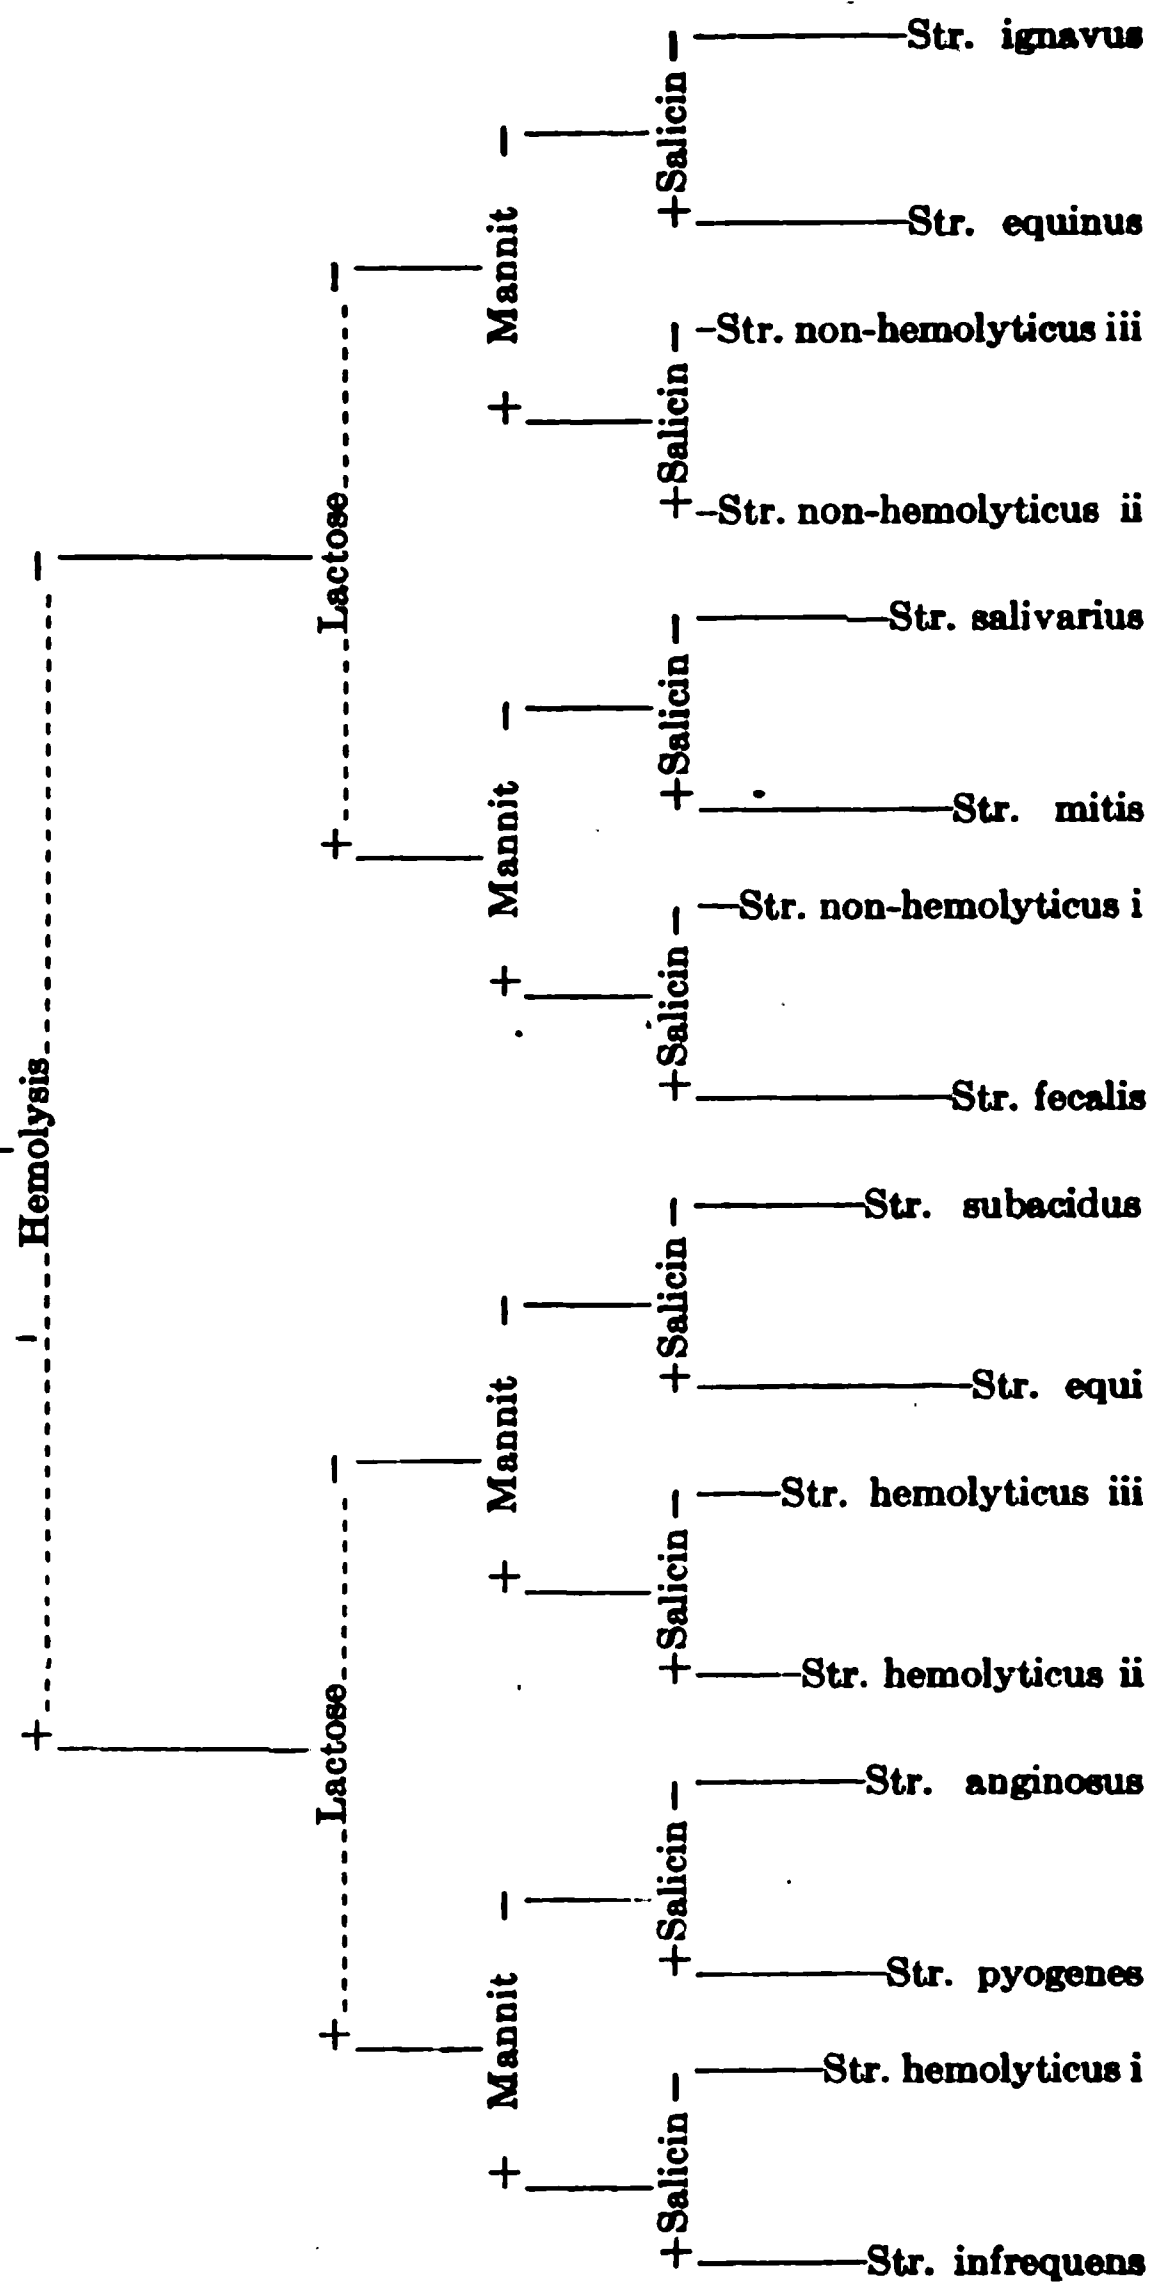 Hemolysis
−
+
Lactose
−
+
Mannit
−
+
Salicin
−
Str. ignavus
+
Str. equinus
Salicin
−
Str. non-hemolyticus iii
+
Str. non-hemolyticus ii
Mannit
−
+
Salicin
−
Str. salivarius
+
Str. mitis
Salicin
−
Str. non-hemolyticus i
+
Str. fecalis
Lactose
−
+
Mannit
−
+
Salicin
−
Str. subacidus
+
Str. equi
Salicin
−
Str. hemolyticus iii
+
Str. hemolyticus ii
Mannit
−
+
Salicin
−
Str. anginosus
+
Str. pyogenes
Salicin
−
Str. hemolyticus i
+
Str. infrequens